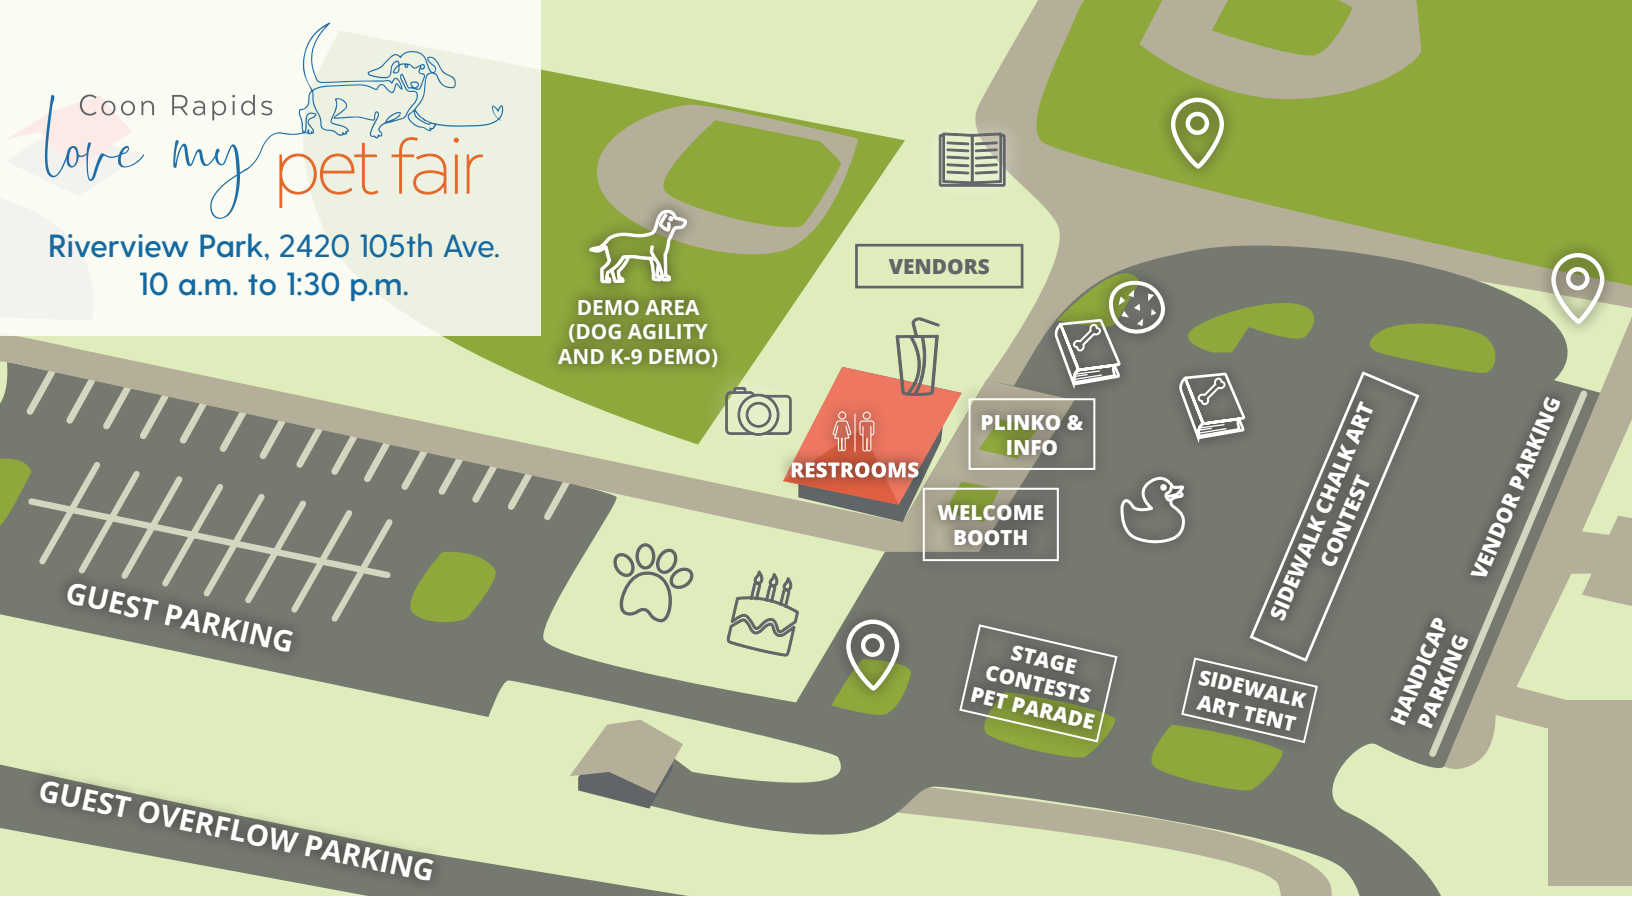 Coon Rapids
love my
pet fair
Riverview Park, 2420 105th Ave.
10 a.m. to 1:30 p.m.
DEMO AREA
(DOG AGILITY
AND K-9 DEMO)
VENDORS
RESTROOMS
PLINKO &
INFO
WELCOME
BOOTH
SIDEWALK CHALK ART
CONTEST
VENDOR PARKING
HANDICAP
PARKING
STAGE
CONTESTS
PET PARADE
SIDEWALK
ART TENT
GUEST PARKING
GUEST OVERFLOW PARKING